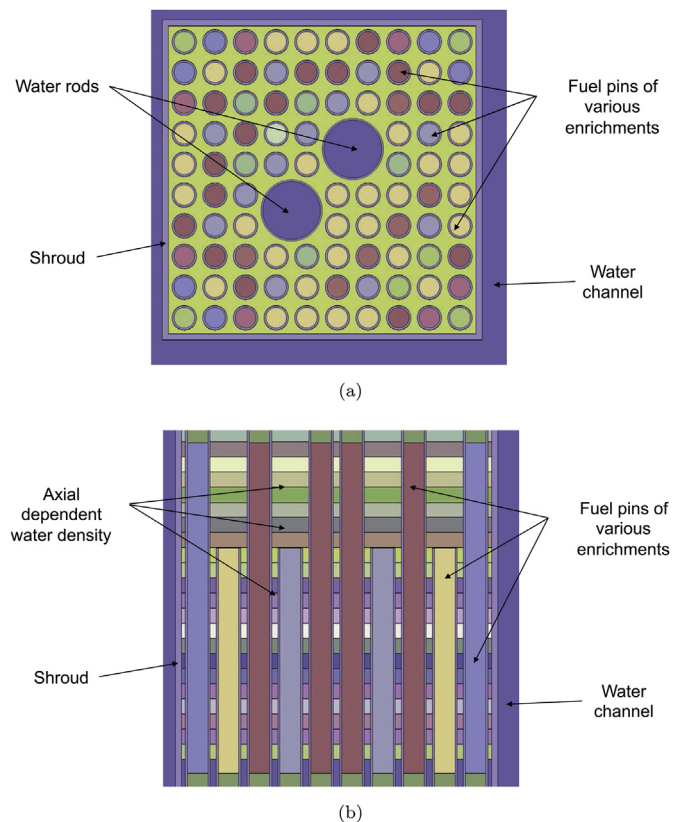 Water rods
Fuel pins of
various
enrichments
Shroud
Water
channel
(a)
Axial
dependent
water density
Fuel pins of
various
enrichments
Shroud
Water
channel
(b)